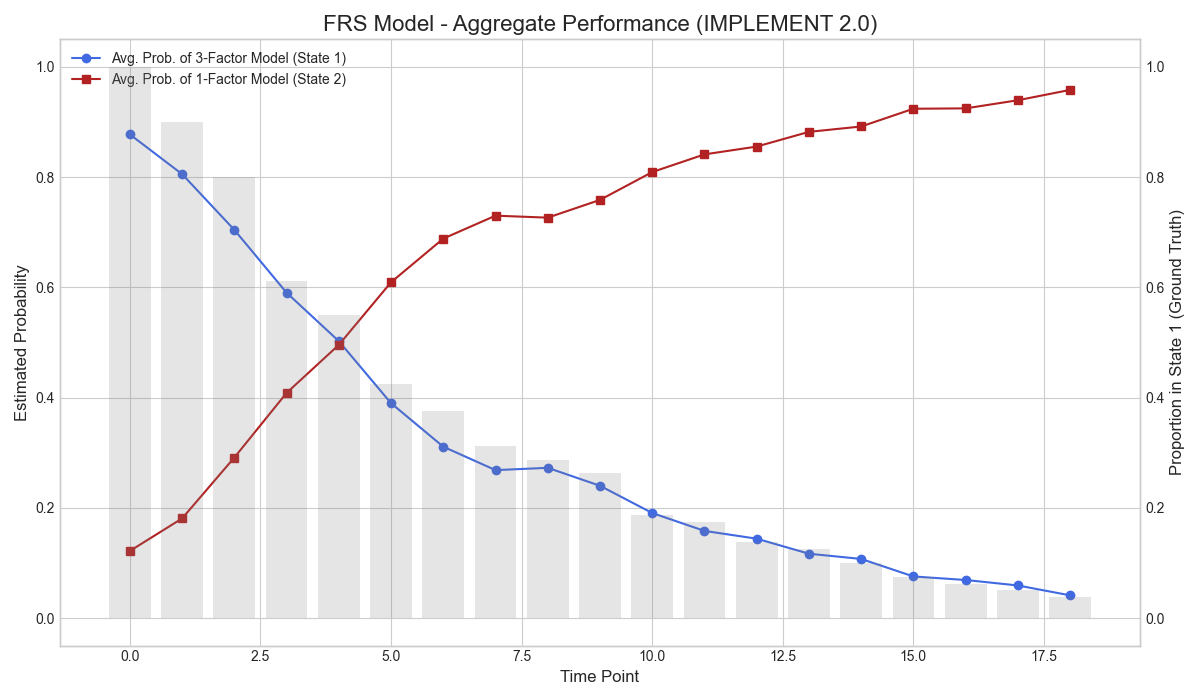 FRS Model - Aggregate Performance (IMPLEMENT 2.0)
Avg. Prob. of 3-Factor Model (State 1)
Avg. Prob. of 1-Factor Model (State 2)
Estimated Probability
1.0
0.8
0.6
0.4
0.2
0.0
1.0
0.8
0.6
0.4
0.2
0.0
Proportion in State 1 (Ground Truth)
0.0 2.5 5.0 7.5 10.0 12.5 15.0 17.5
Time Point